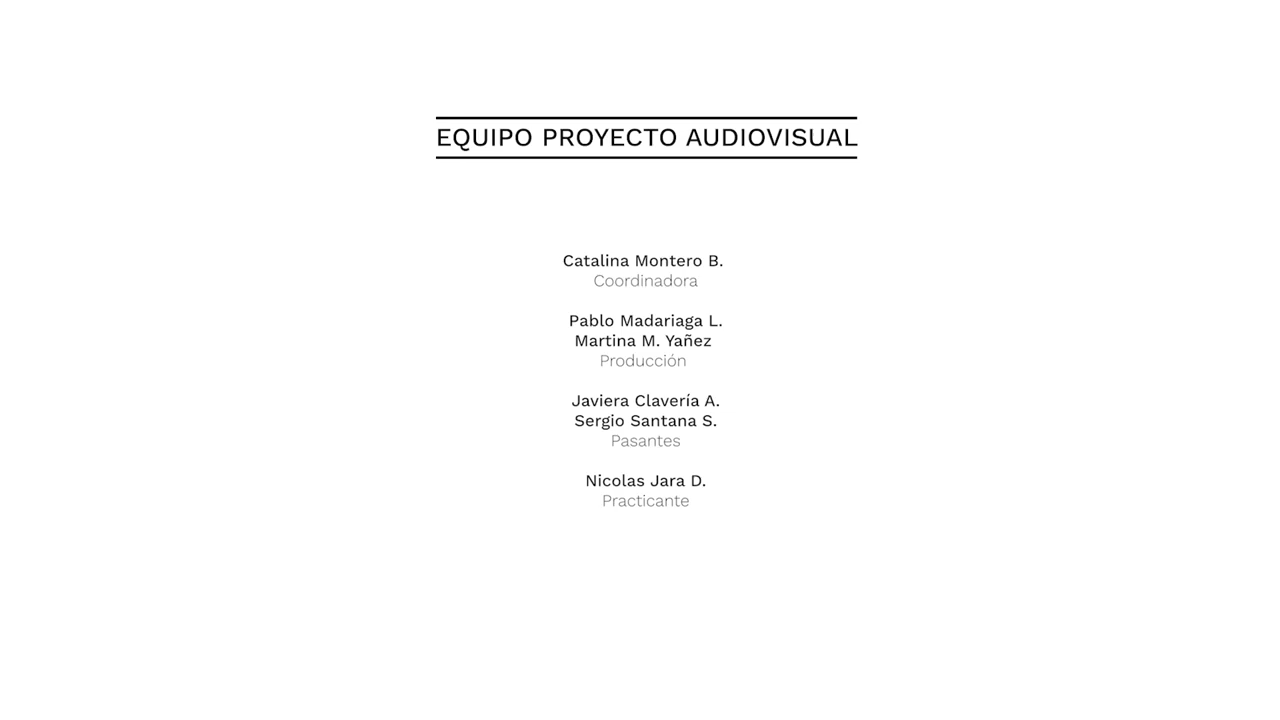 EQUIPO PROYECTO AUDIOVISUAL
Catalina Montero B.
Coordinadora
Pablo Madariaga L.
Martina M. Yañez
Producción
Javiera Clavería A.
Sergio Santana S.
Pasantes
Nicolas Jara D.
Practicante